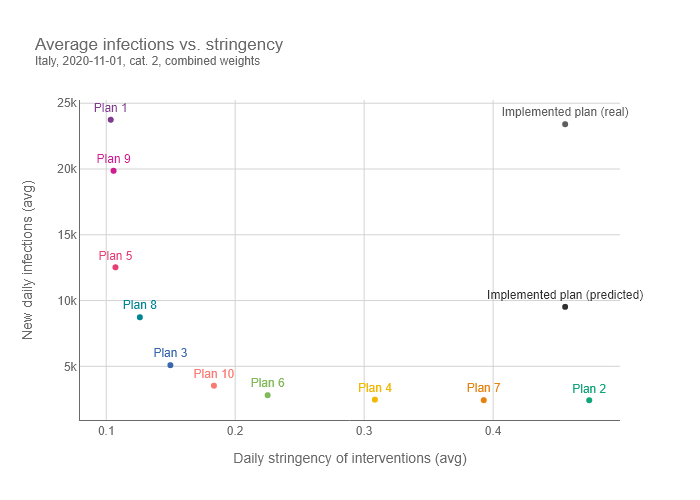 Average infections vs. stringency
Italy, 2020-11-01, cat. 2, combined weights
New daily infections (avg)
25k
20k
15k
10k
5k
Plan 1
Implemented plan (real)
Plan 9
Plan 5
Implemented plan (predicted)
Plan 8
Plan 3
Plan 10
Plan 6
Plan 4
Plan 7
Plan 2
0.1
0.2
0.3
0.4
Daily stringency of interventions (avg)